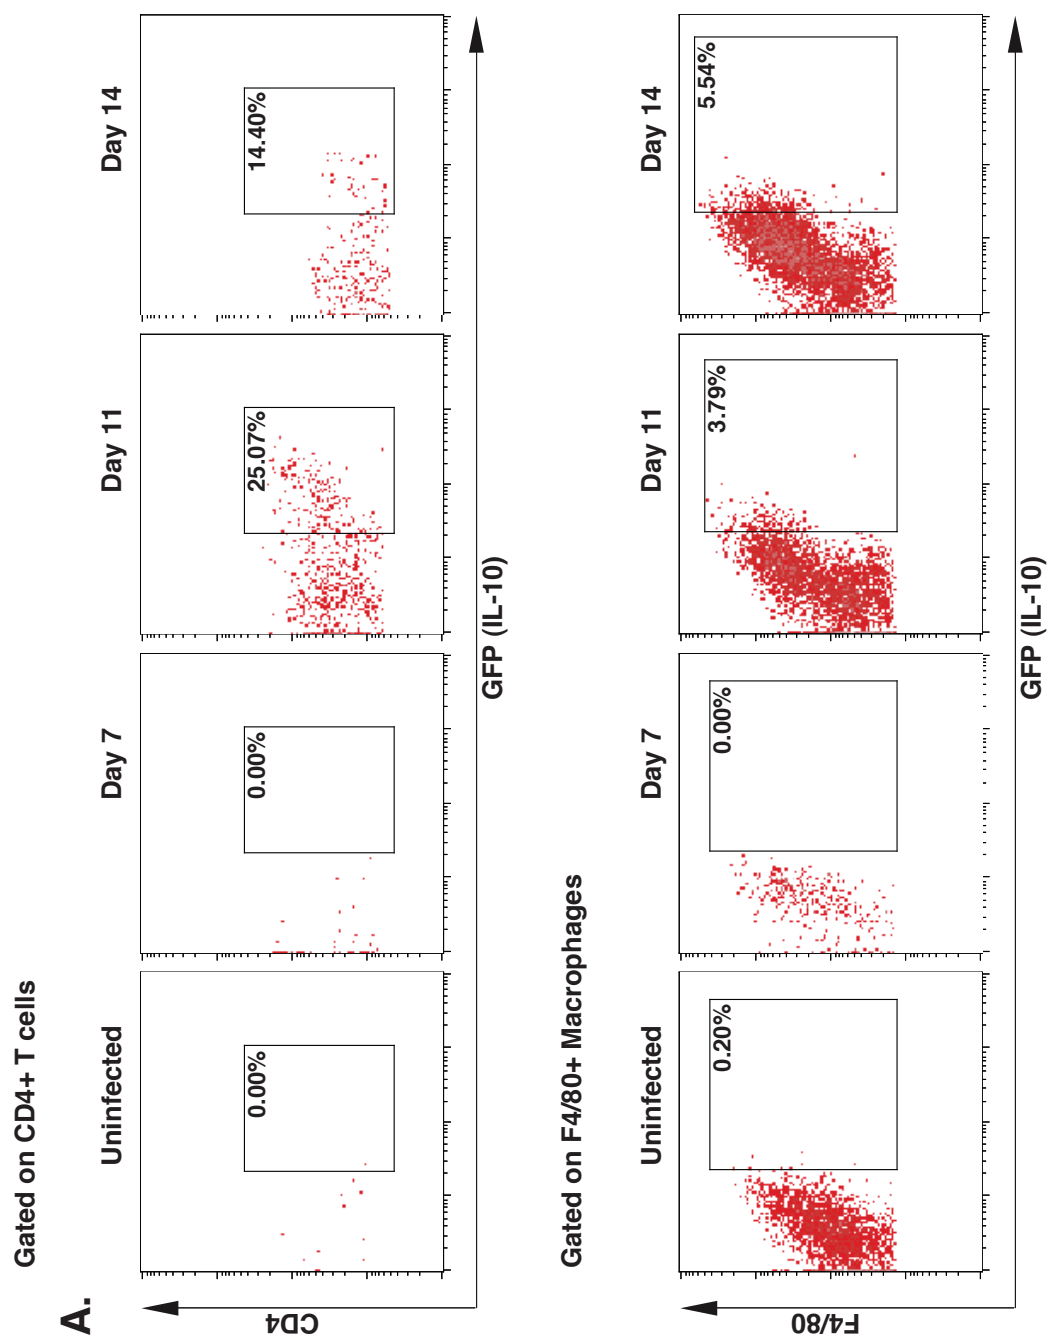 A.
Gated on CD4+ T cells
Uninfected
Day 7
Day 11
Day 14
0.00%
0.00%
25.07%
14.40%
CD4
GFP (IL-10)
Gated on F4/80+ Macrophages
Uninfected
Day 7
Day 11
Day 14
0.20%
0.00%
3.79%
5.54%
F4/80
GFP (IL-10)